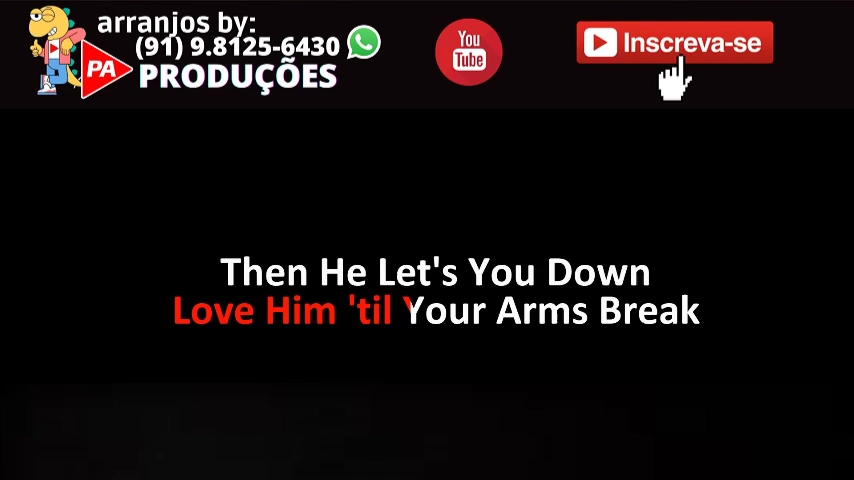 arranjos by:
(91) 9.8125-6430
PA PRODUÇÕES
You
Tube
Inscreva-se
Then He Let's You Down
Love Him 'til Your Arms Break